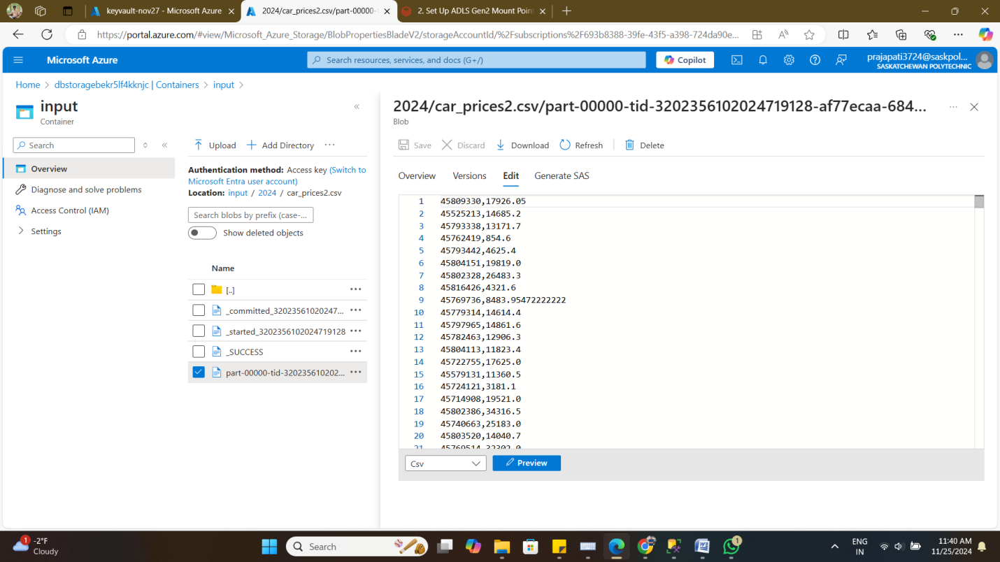 keyvault-nov27 - Microsoft Azure
2024/car_prices2.csv/part-00000-
2. Set Up ADLS Gen2 Mount Poin
https://portal.azure.com/#view/Microsoft_Azure_Storage/BlobPropertiesBladeV2/storageAccountId/%2Fsubscriptions%2F693b8388-39fe-43f5-a398-724da90e...
Microsoft Azure
Search resources, services, and docs (G+/)
Copilot
prajapati3724@saskpol...
SASKATCHEWAN POLYTECHNIC
Home > dbstoragebekr5lf4kknjc | Containers > input >
input
Container
Search
Overview
Diagnose and solve problems
Access Control (IAM)
Settings
Upload
Add Directory
Authentication method: Access key (Switch to
Microsoft Entra user account)
Location: input / 2024 / car_prices2.csv
Search blobs by prefix (case-...
Show deleted objects
Name
[..]
_committed_32023561020247...
_started_3202356102024719128
_SUCCESS
part-00000-tid-320235610202...
2024/car_prices2.csv/part-00000-tid-3202356102024719128-af77ecaa-684...
Blob
Save
Discard
Download
Refresh
Delete
Overview
Versions
Edit
Generate SAS
1 45809330,17926.05
2 45525213,14685.2
3 45793338,13171.7
4 45762419,854.6
5 45793442,4625.4
6 45804151,19819.0
7 45802328,26483.3
8 45816426,4321.6
9 45769736,8483.95472222222
10 45779314,14614.4
11 45797965,14861.6
12 45782463,12906.3
13 45804113,11823.4
14 45722755,17625.0
15 45579131,11360.5
16 45724121,3181.1
17 45714908,19521.0
18 45802386,34316.5
19 45740663,25183.0
20 45803520,14040.7
21 45769514,32302.0
Csv
Preview
1
-2°F
Cloudy
Search
1
ENG
IN
11:40 AM
11/25/2024